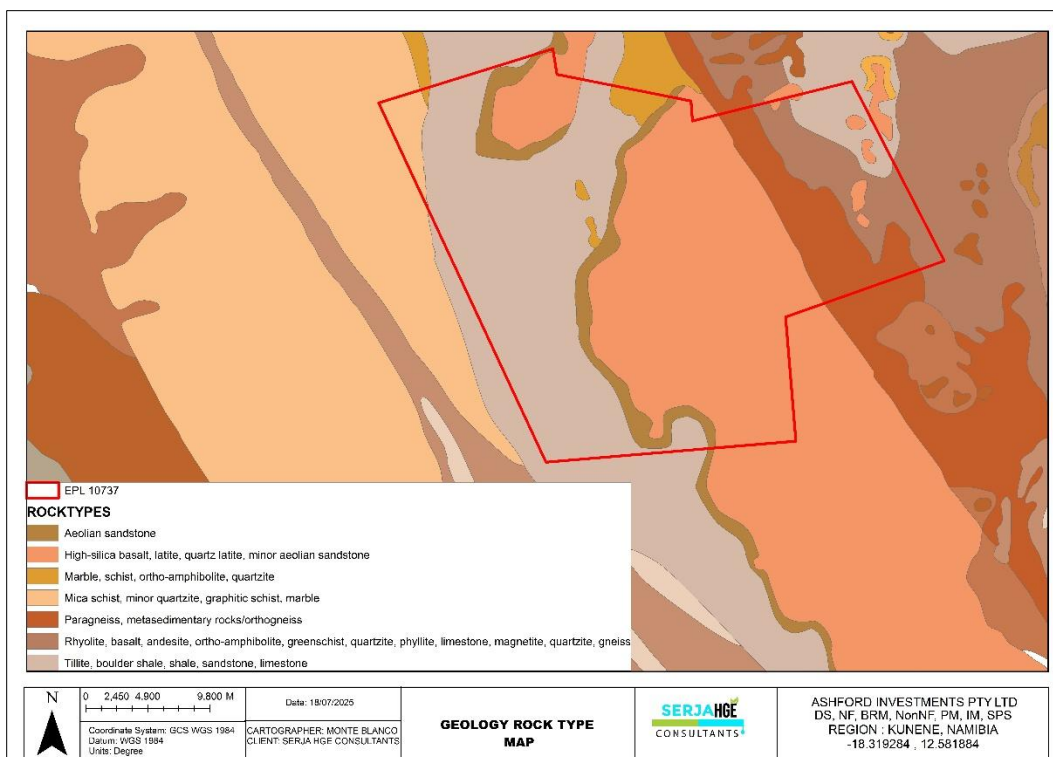 EPL 10737
ROCKTYPES
Aeolian sandstone
High-silica basalt, latite, quartz latite, minor aeolian sandstone
Marble, schist, ortho-amphibolite, quartzite
Mica schist, minor quartzite, graphitic schist, marble
Paragneiss, metasedimentary rocks/orthogneiss
Rhyolite, basalt, andesite, ortho-amphibolite, greenschist, quartzite, phyllite, limestone, magnetite, quartzite, gneiss
Tillite, boulder shale, shale, sandstone, limestone
N
0 2,450 4,900 9,800 M
Coordinate System: GCS WGS 1984
Datum: WGS 1984
Units: Degree
Date: 18/07/2025
CARTOGRAPHER: MONTE BLANCO
CLIENT: SERJA HGE CONSULTANTS
GEOLOGY ROCK TYPE
MAP
SERJAHGE
CONSULTANTS
ASHFORD INVESTMENTS PTY LTD
DS, NF, BRM, NonNF, PM, IM, SPS
REGION : KUNENE, NAMIBIA
-18.319284 , 12.581884